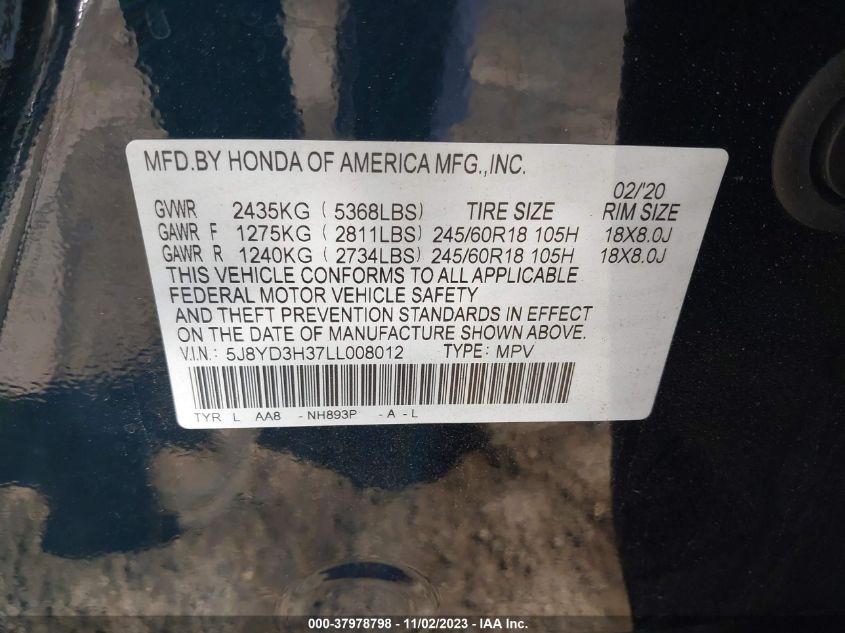 MFD.BY HONDA OF AMERICA MFG.,INC.
02/'20
GVWR 2435KG ( 5368LBS) TIRE SIZE RIM SIZE
GAWR F 1275KG ( 2811LBS) 245/60R18 105H 18X8.0J
GAWR R 1240KG ( 2734LBS) 245/60R18 105H 18X8.0J
THIS VEHICLE CONFORMS TO ALL APPLICABLE
FEDERAL MOTOR VEHICLE SAFETY
AND THEFT PREVENTION STANDARDS IN EFFECT
ON THE DATE OF MANUFACTURE SHOWN ABOVE.
V.I.N.: 5J8YD3H37LL008012 TYPE: MPV
TYR L AA8 -NH893P -A-L
000-37978798 - 11/02/2023 - IAA Inc.